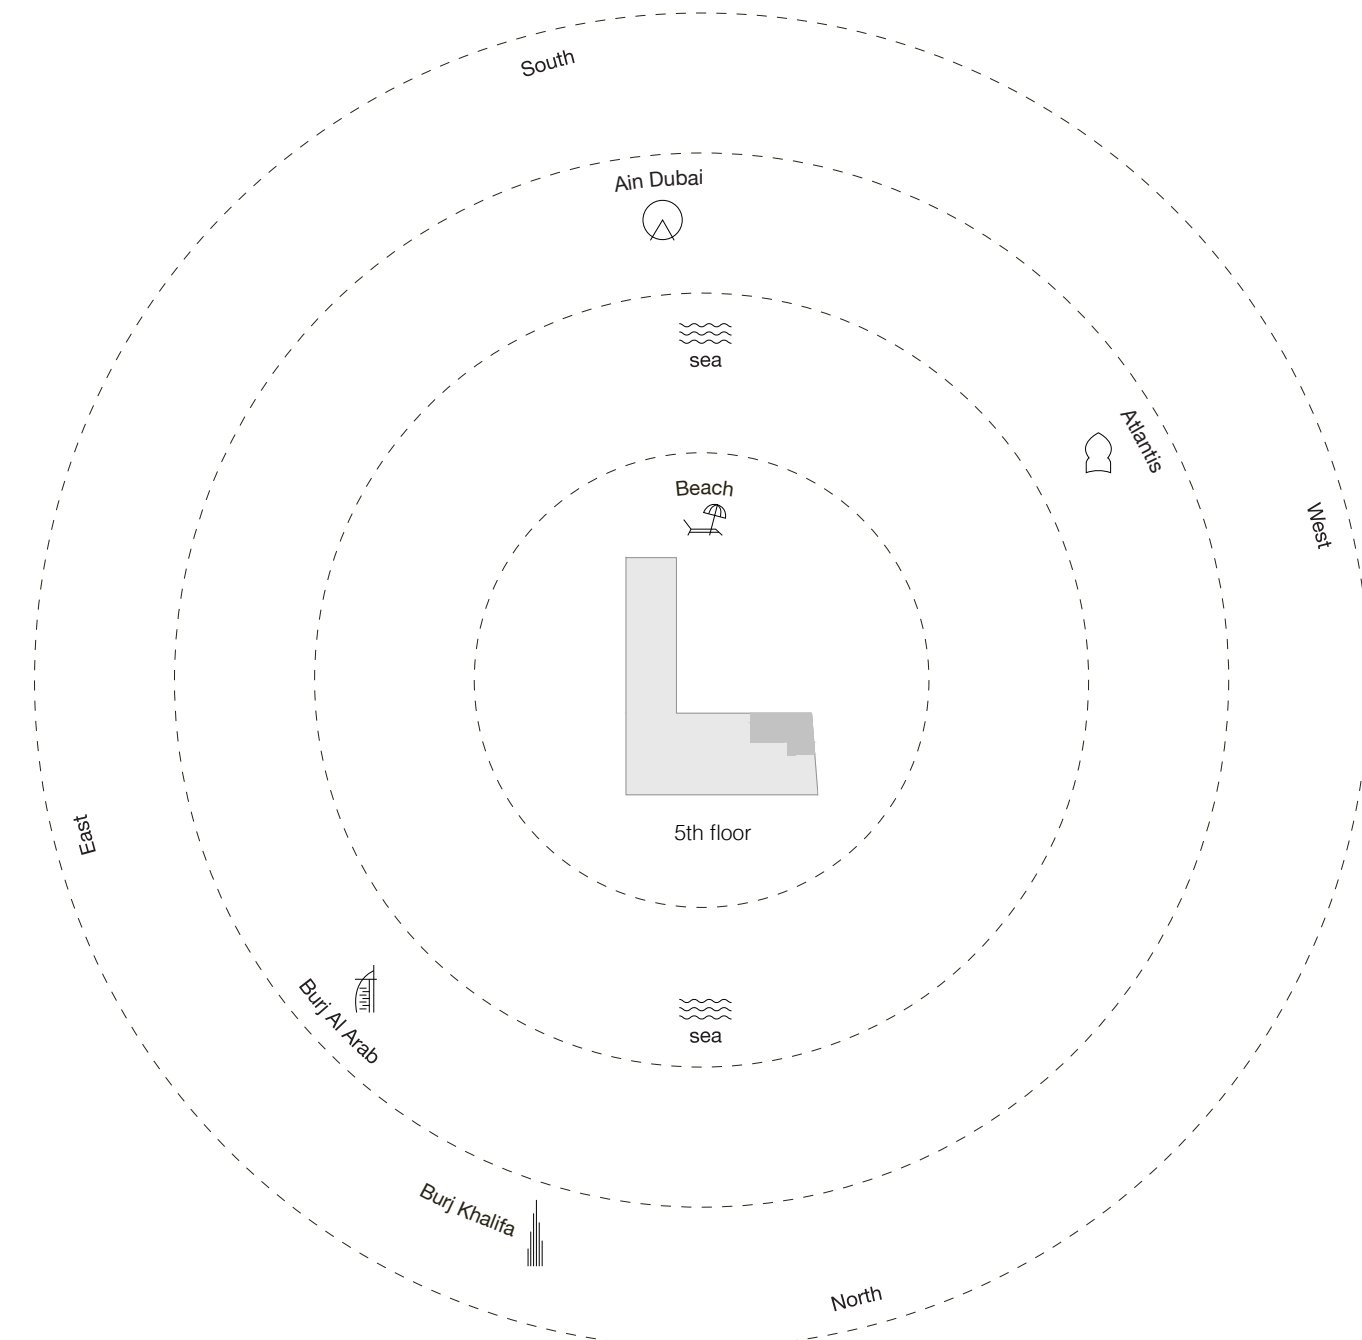 South
Ain Dubai
sea
Atlantis
Beach
West
5th floor
East
Burj Al Arab
sea
Burj Khalifa
North